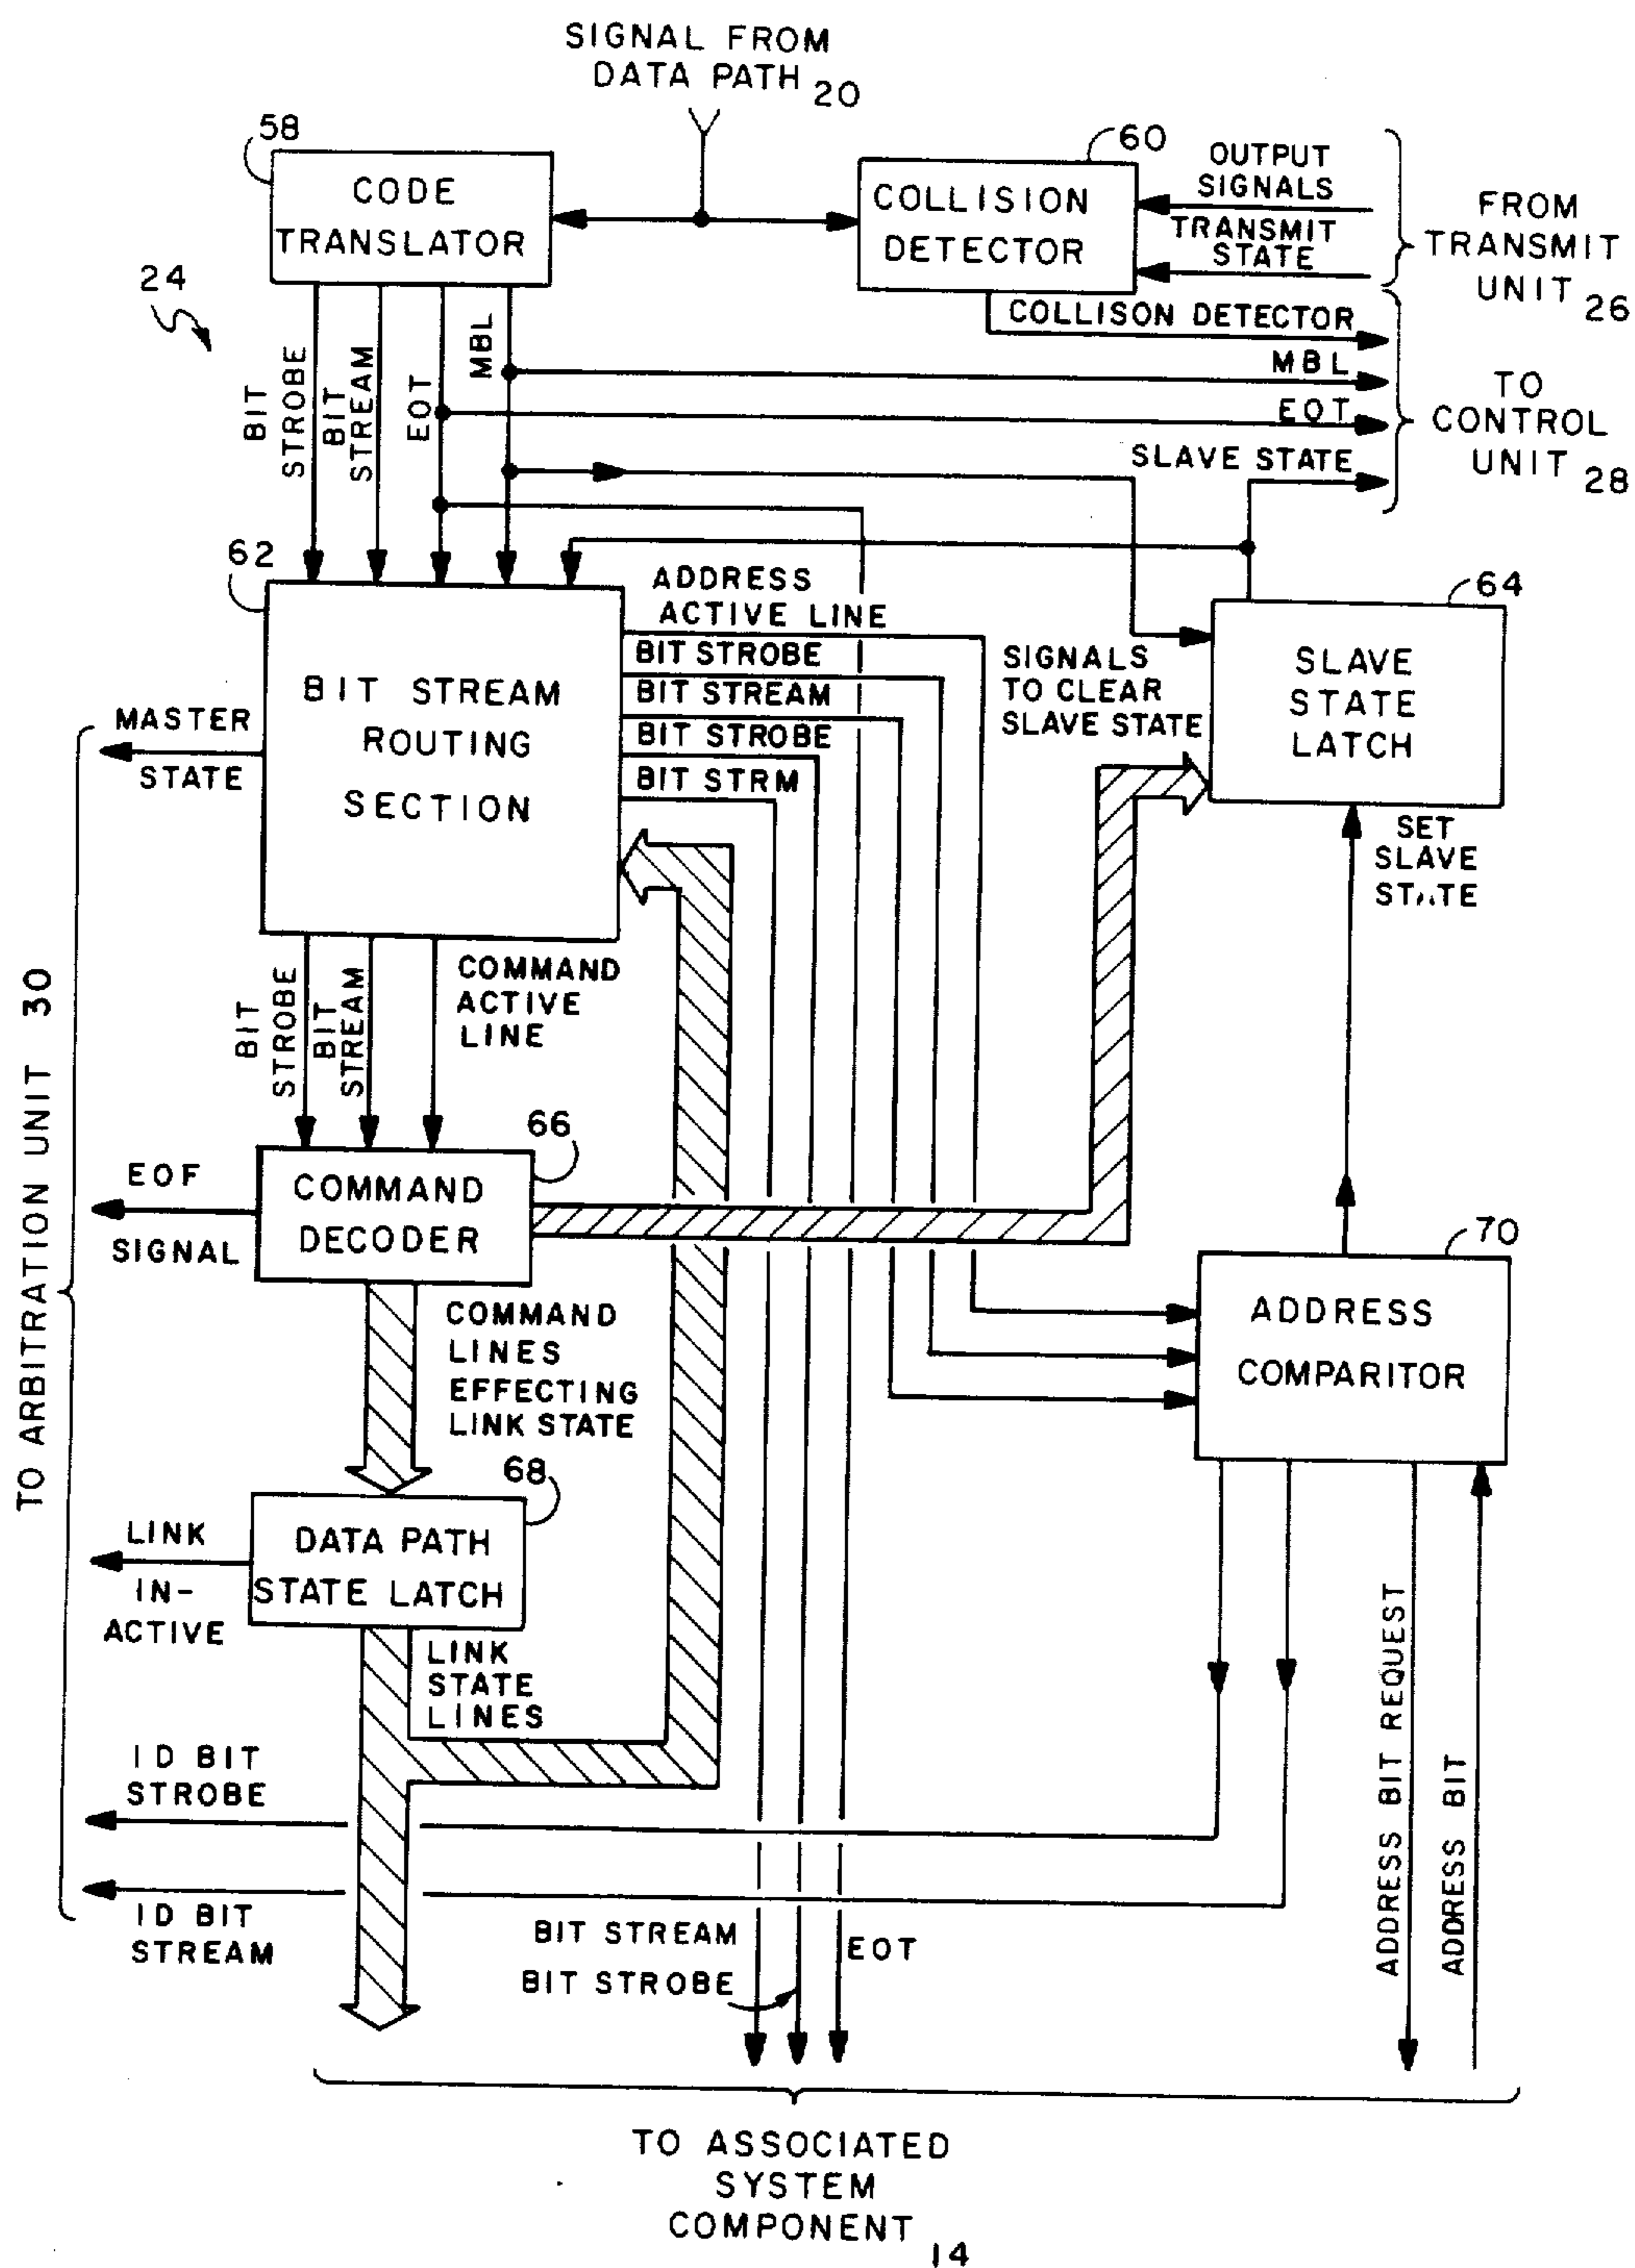 SIGNAL FROM
DATA PATH 20
58
CODE
TRANSLATOR
60
COLLISION
DETECTOR
OUTPUT
SIGNALS
TRANSMIT
STATE
FROM
TRANSMIT
UNIT 26
24
BIT
STROBE
BIT
STREAM
EOT
MBL
COLLISON DETECTOR
MBL
EOT
SLAVE STATE
TO
CONTROL
UNIT 28
62
BIT STREAM
ROUTING
SECTION
ADDRESS
ACTIVE LINE
BIT STROBE
BIT STREAM
BIT STROBE
BIT STRM
SIGNALS
TO CLEAR
SLAVE STATE
64
SLAVE
STATE
LATCH
MASTER
STATE
SET
SLAVE
STATE
TO ARBITRATION UNIT 30
BIT
STROBE
BIT
STREAM
COMMAND
ACTIVE
LINE
66
COMMAND
DECODER
EOF
SIGNAL
70
ADDRESS
COMPARITOR
COMMAND
LINES
EFFECTING
LINK STATE
68
DATA PATH
STATE LATCH
LINK
IN-
ACTIVE
LINK
STATE
LINES
ID BIT
STROBE
ID BIT
STREAM
BIT STREAM
BIT STROBE
EOT
ADDRESS BIT REQUEST
ADDRESS BIT
TO ASSOCIATED
SYSTEM
COMPONENT 14